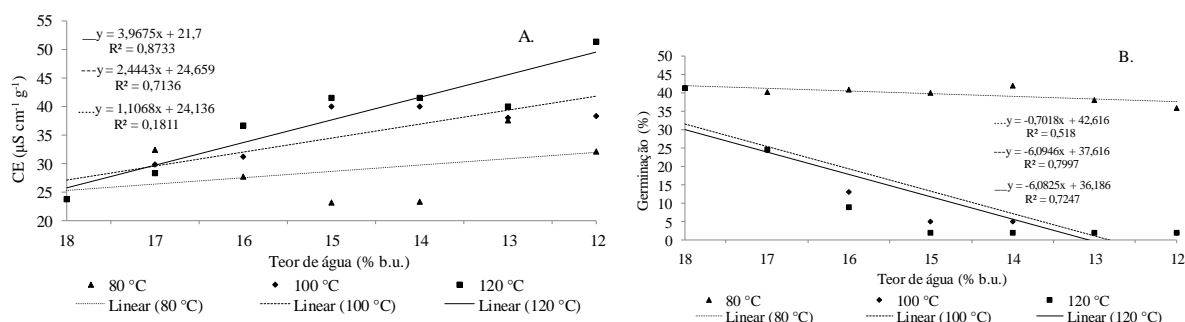 A.
__y = 3,9675x + 21,7
R² = 0,8733
----y = 2,4443x + 24,659
R² = 0,7136
.....y = 1,1068x + 24,136
R² = 0,1811
CE (µS cm⁻¹ g⁻¹)
55
50
45
40
35
30
25
20
18 17 16 15 14 13 12
Teor de água (% b.u.)
80 °C 100 °C 120 °C
Linear (80 °C) Linear (100 °C) Linear (120 °C)
B.
....y = -0,7018x + 42,616
R² = 0,518
----y = -6,0946x + 37,616
R² = 0,7997
__y = -6,0825x + 36,186
R² = 0,7247
Germinação (%)
50
45
40
35
30
25
20
15
10
5
0
18 17 16 15 14 13 12
Teor de água (% b.u.)
80 °C 100 °C 120 °C
Linear (80 °C) Linear (100 °C) Linear (120 °C)